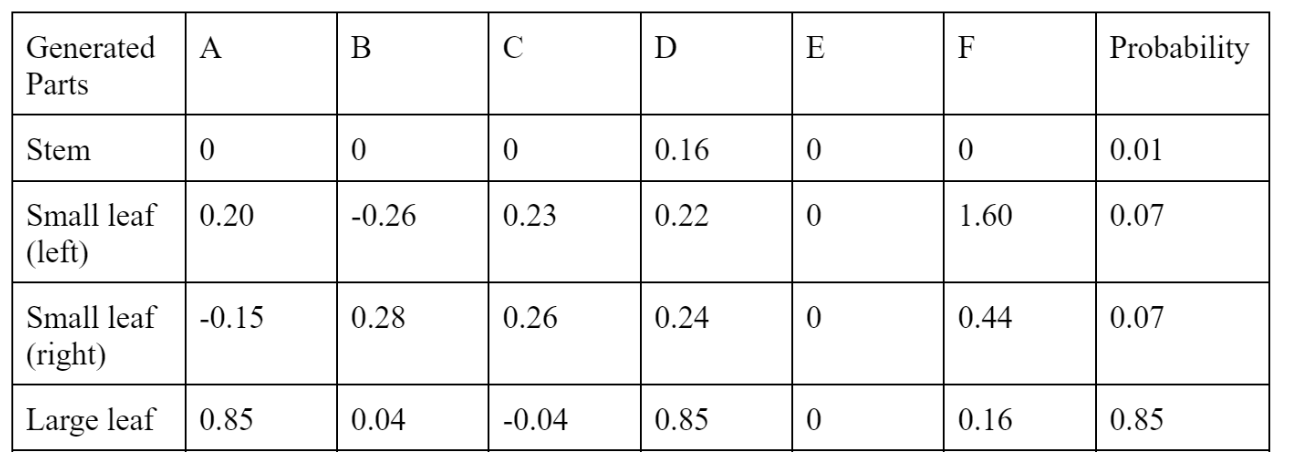 Generated Parts A B C D E F Probability
Stem 0 0 0 0.16 0 0 0.01
Small leaf (left) 0.20 -0.26 0.23 0.22 0 1.60 0.07
Small leaf (right) -0.15 0.28 0.26 0.24 0 0.44 0.07
Large leaf 0.85 0.04 -0.04 0.85 0 0.16 0.85